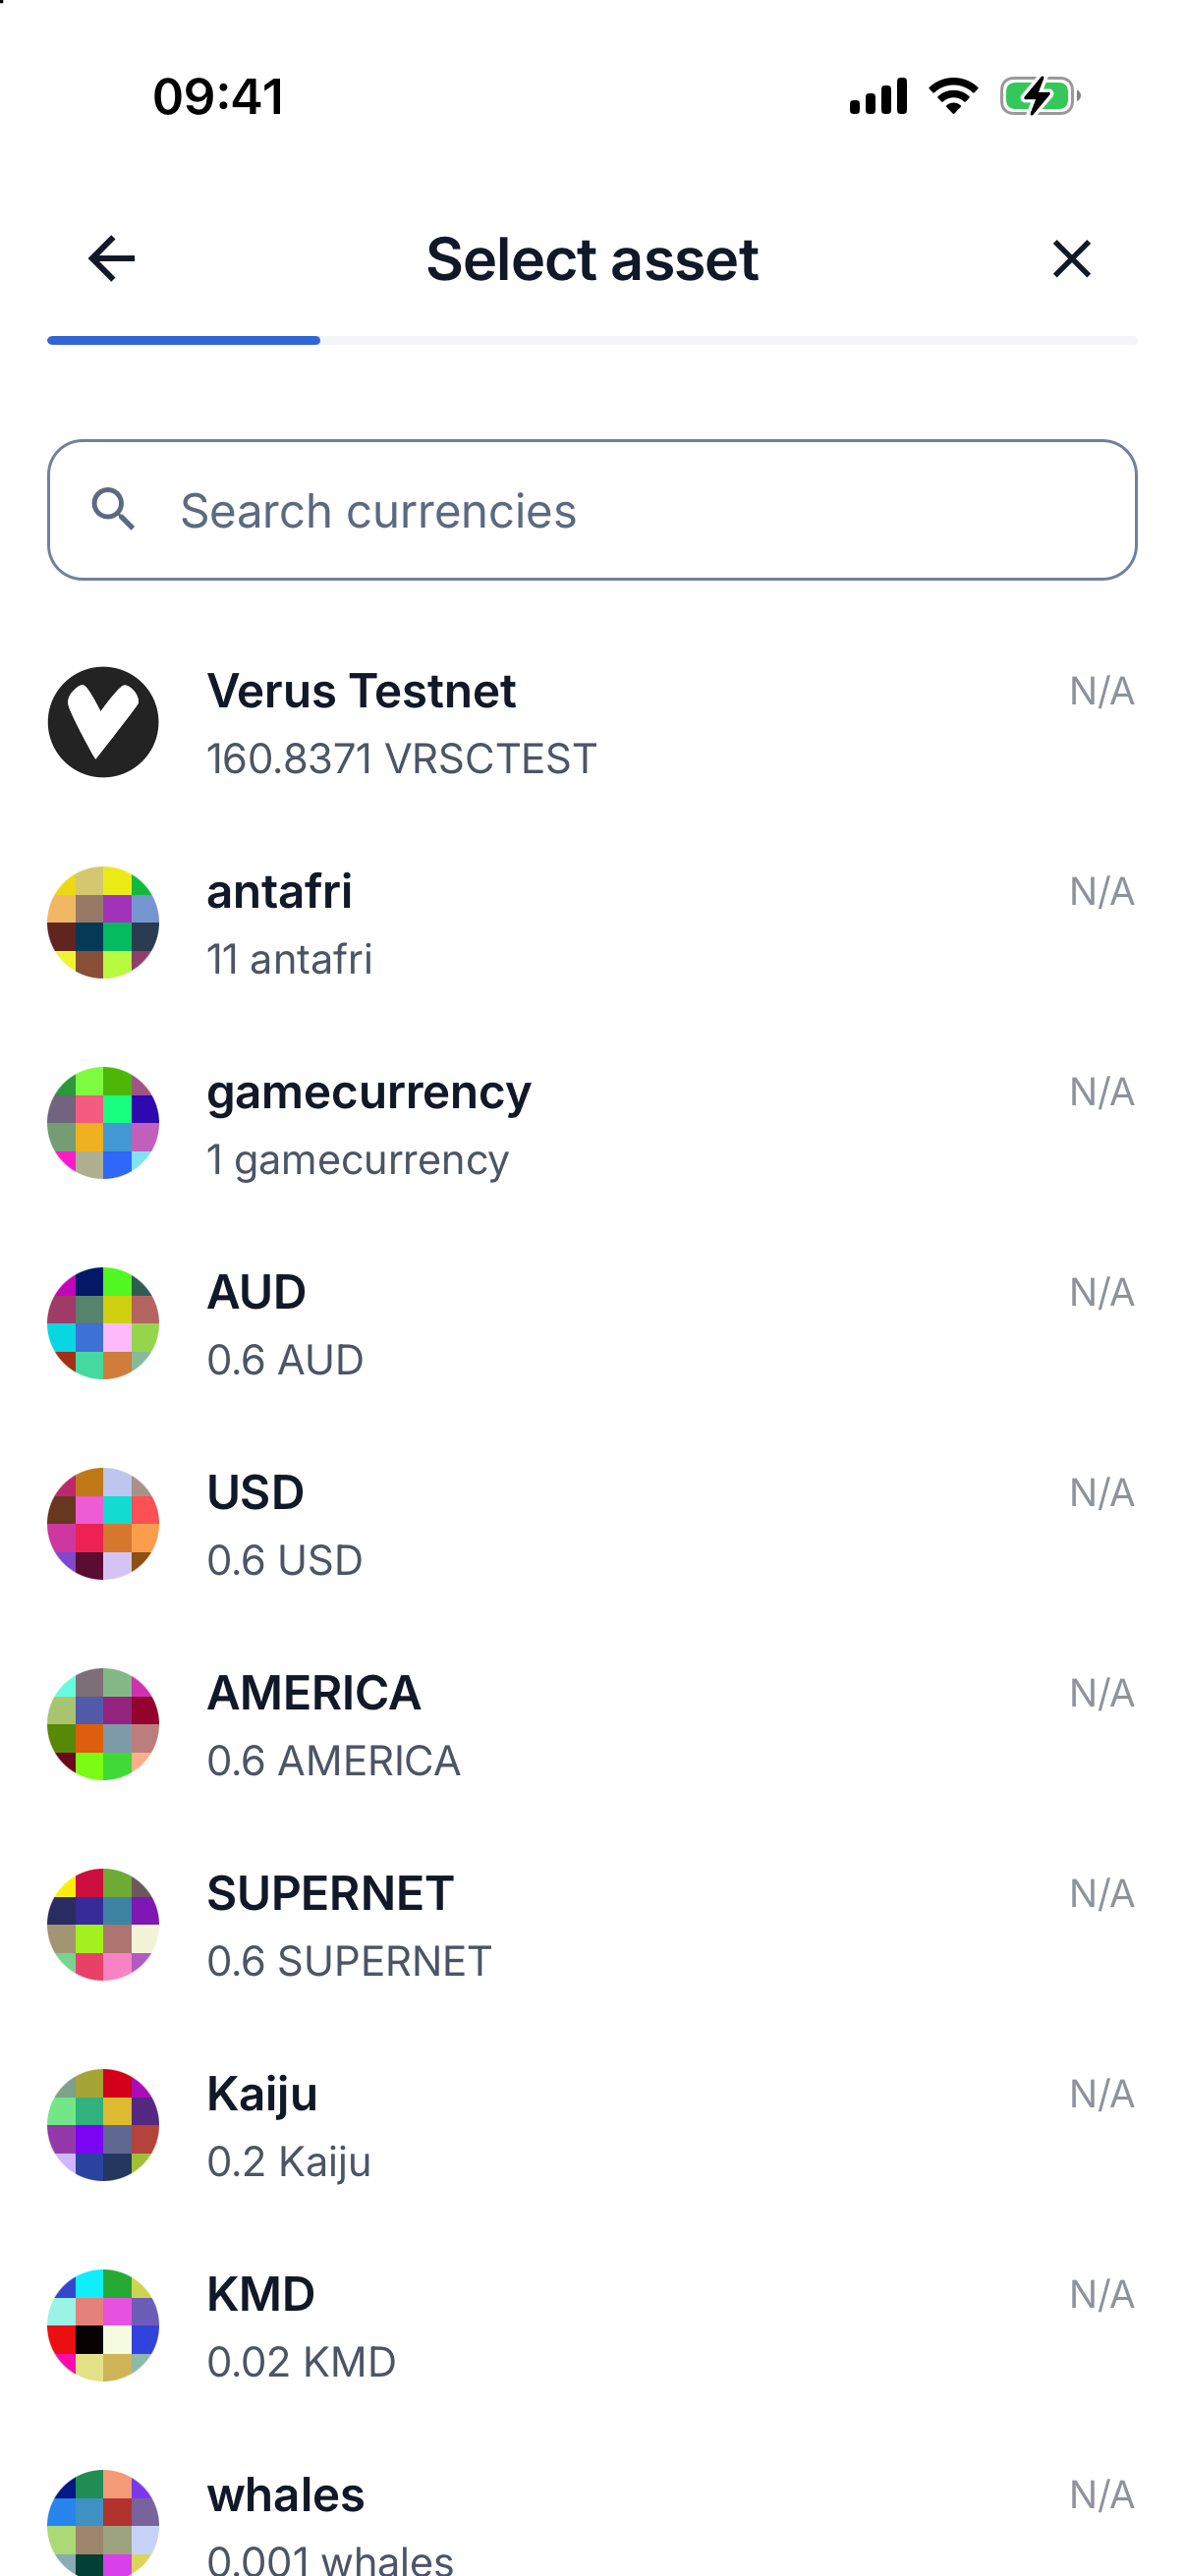 09:41
Select asset
Search currencies
Verus Testnet N/A
160.8371 VRSCTEST
antafri N/A
11 antafri
gamecurrency N/A
1 gamecurrency
AUD N/A
0.6 AUD
USD N/A
0.6 USD
AMERICA N/A
0.6 AMERICA
SUPERNET N/A
0.6 SUPERNET
Kaiju N/A
0.2 Kaiju
KMD N/A
0.02 KMD
whales N/A
0.001 whales